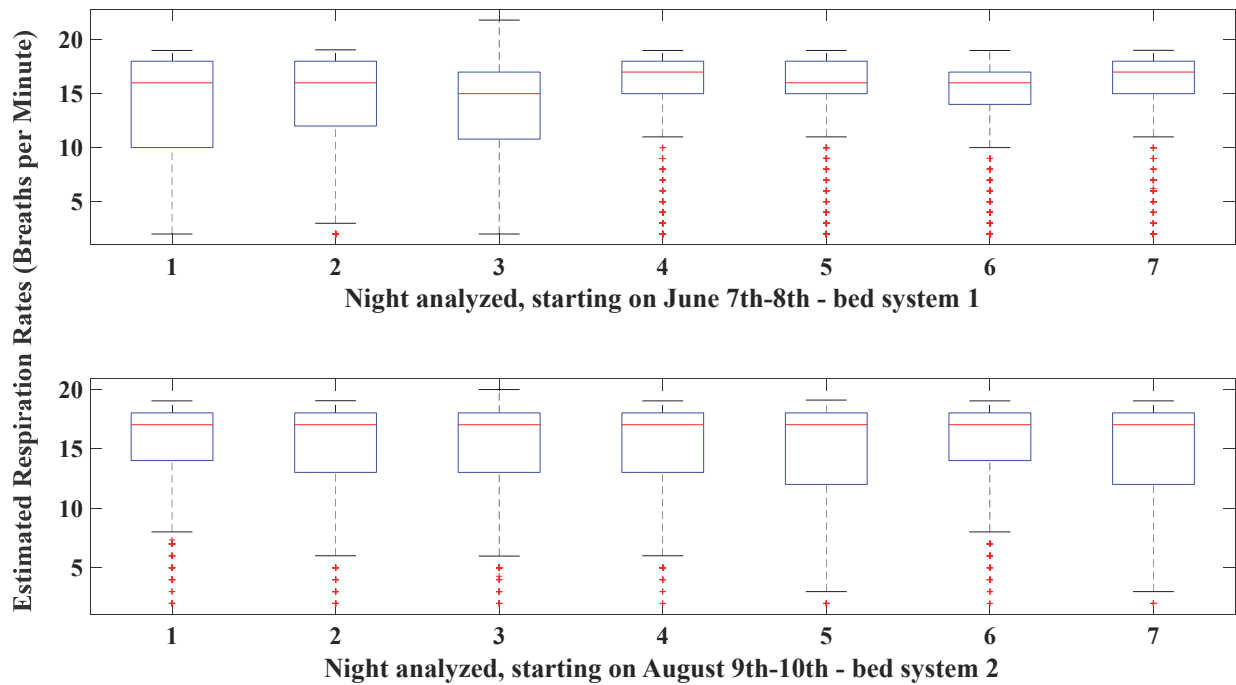 Estimated Respiration Rates (Breaths per Minute)
20
15
10
5
1 2 3 4 5 6 7
Night analyzed, starting on June 7th-8th - bed system 1
20
15
10
5
1 2 3 4 5 6 7
Night analyzed, starting on August 9th-10th - bed system 2